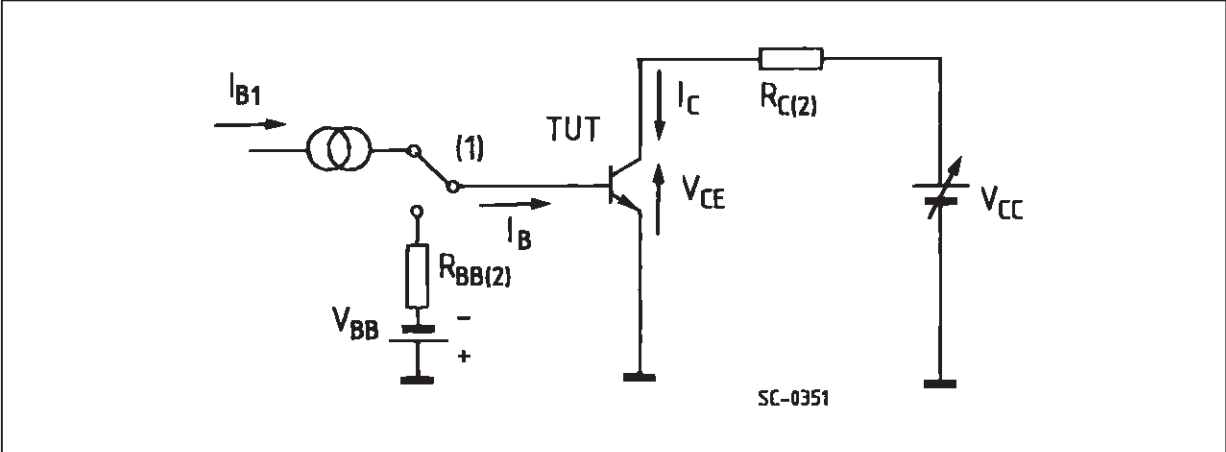 I_B1
(1)
TUT
I_C
R_C(2)
V_CE
V_CC
I_B
R_BB(2)
V_BB
−
+
SC-0351